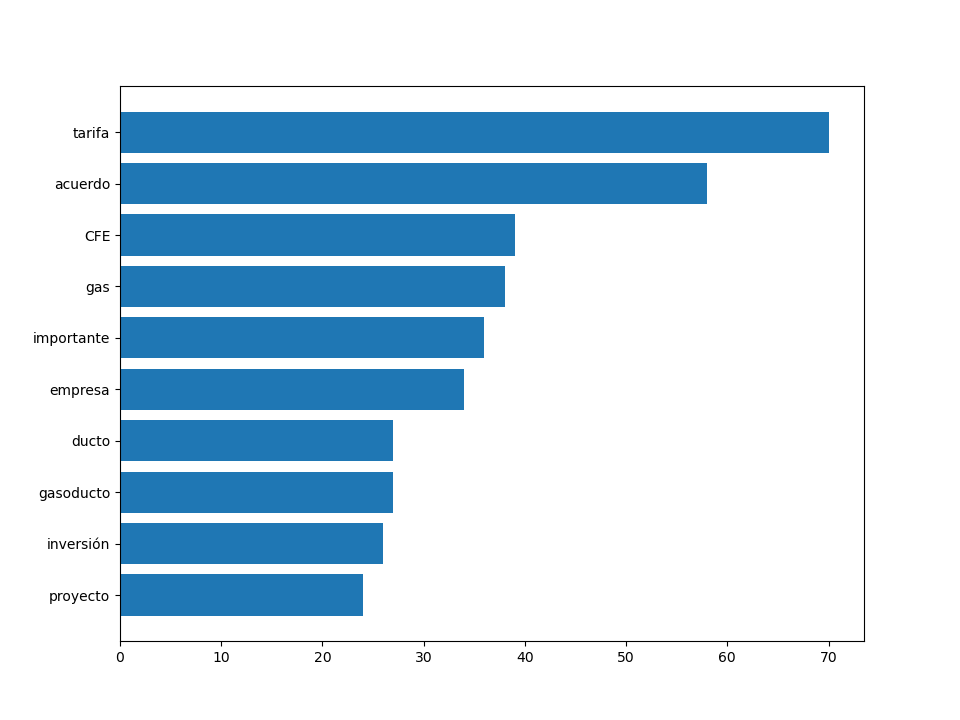 tarifa
acuerdo
CFE
gas
importante
empresa
ducto
gasoducto
inversión
proyecto
0 10 20 30 40 50 60 70